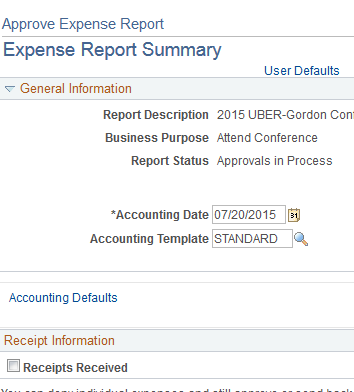 Approve Expense Report
Expense Report Summary
User Defaults
General Information
Report Description 2015 UBER-Gordon
Business Purpose Attend Conference
Report Status Approvals in Process
*Accounting Date 07/20/2015 31
Accounting Template STANDARD
Accounting Defaults
Receipt Information
Receipts Received
You can deny individual expenses and still approve or send back